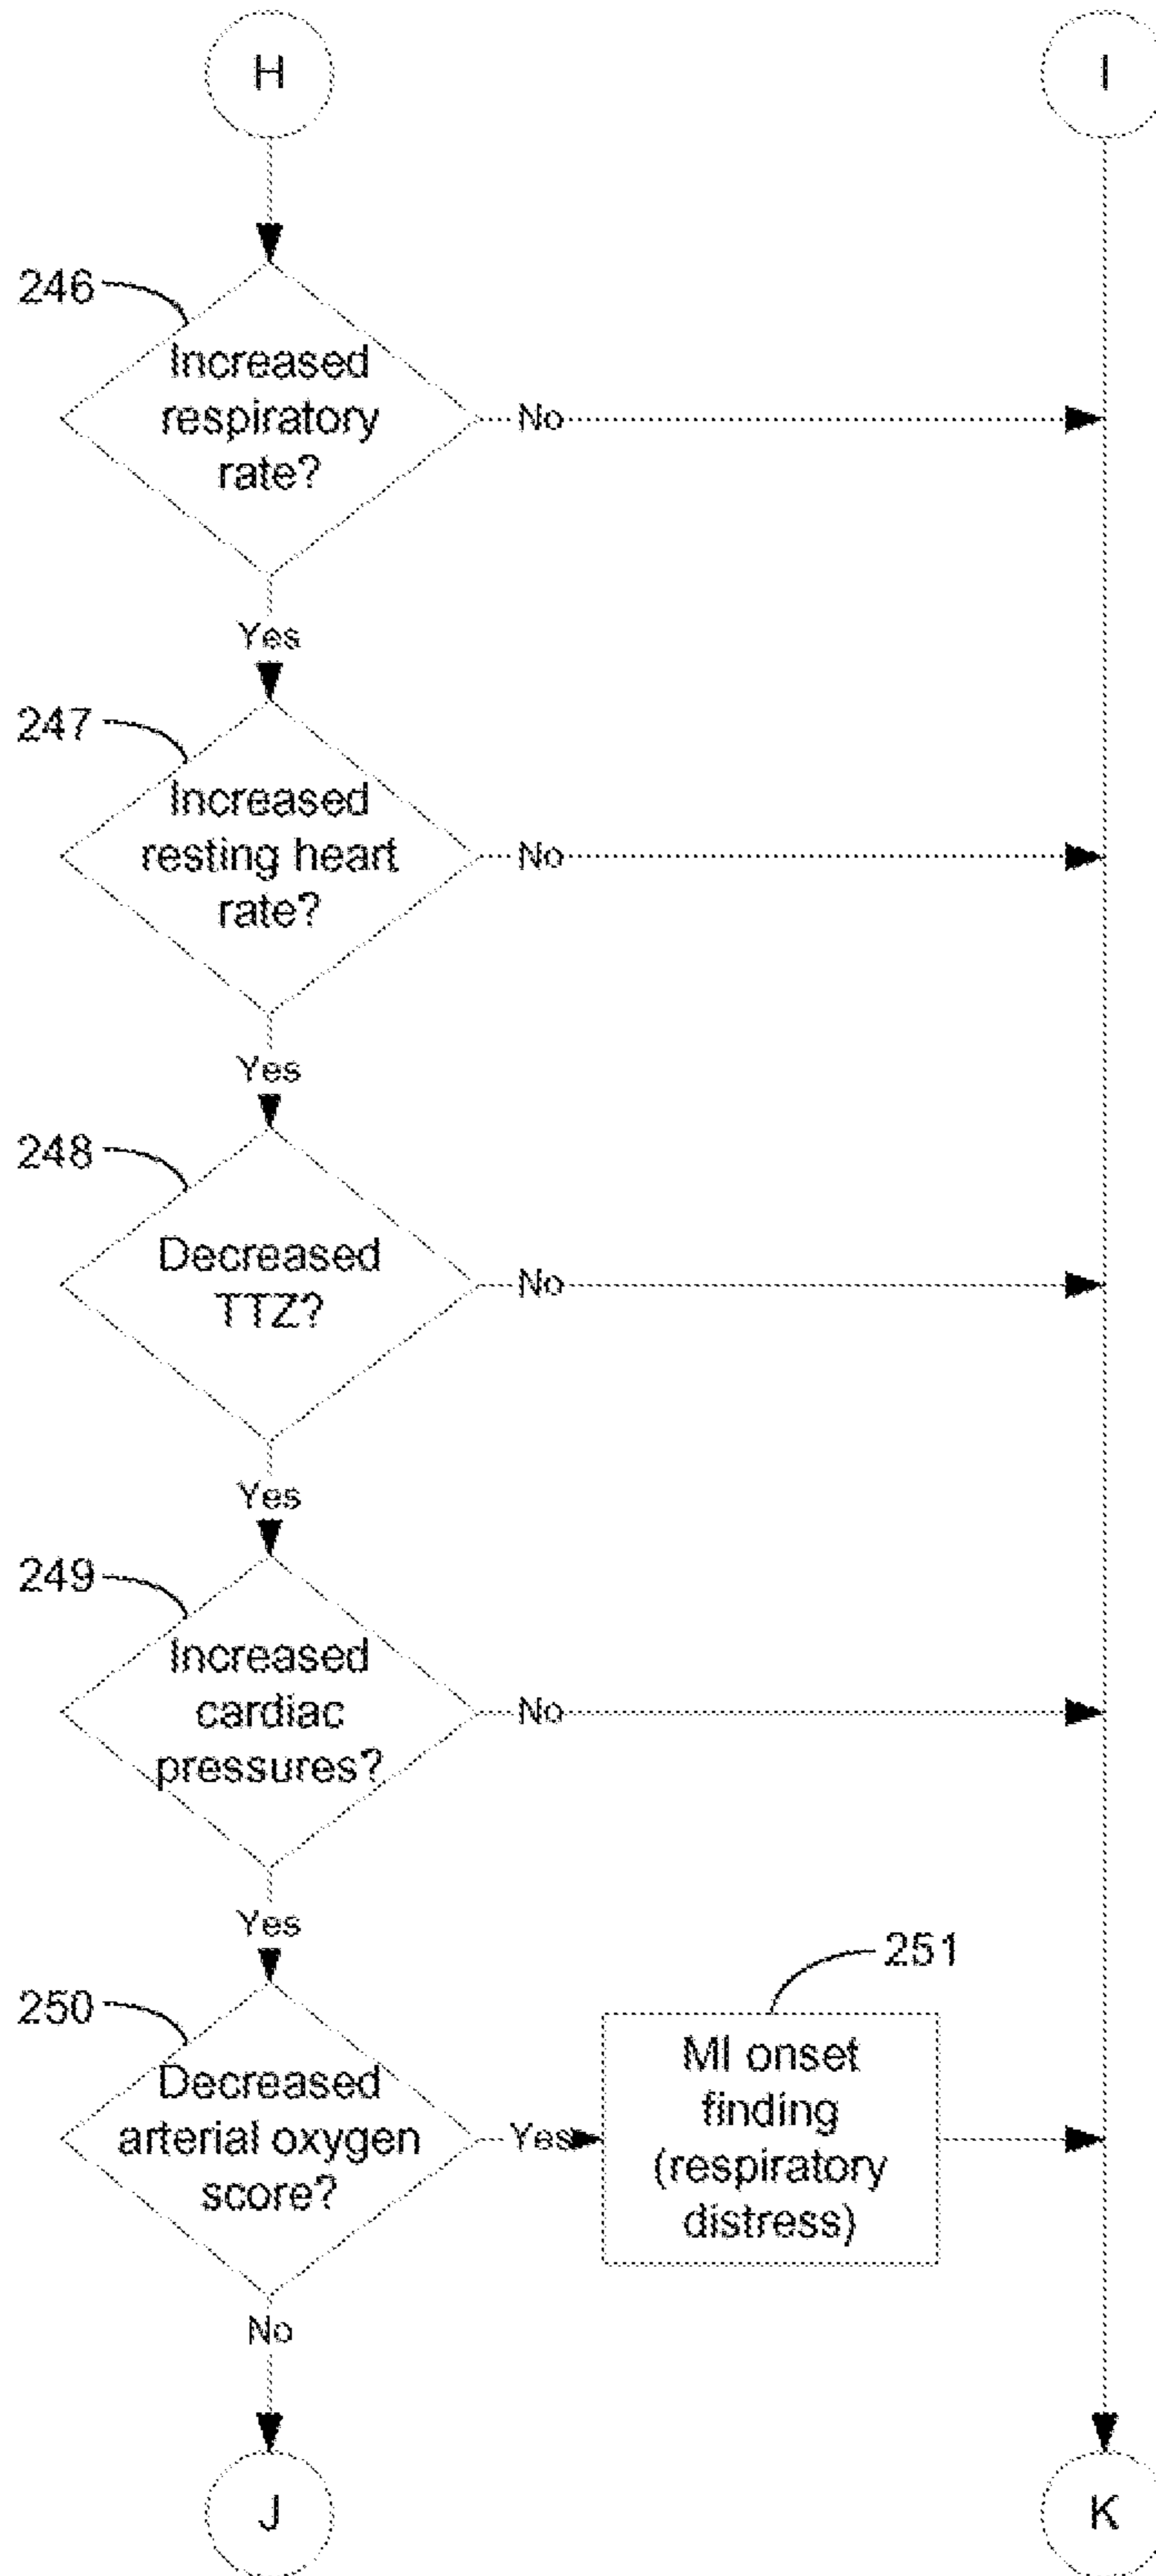 H
I
246
Increased
respiratory
rate?
No
Yes
247
Increased
resting heart
rate?
No
Yes
248
Decreased
TTZ?
No
Yes
249
Increased
cardiac
pressures?
No
Yes
250
Decreased
arterial oxygen
score?
Yes
251
MI onset
finding
(respiratory
distress)
No
J
K